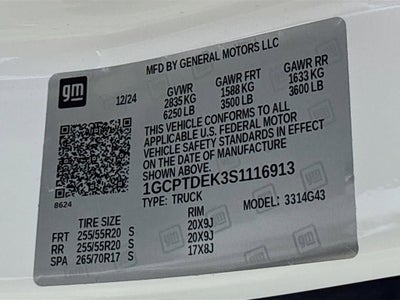 gm
MFD BY GENERAL MOTORS LLC
12/24 GVWR GAWR FRT GAWR RR
2835 KG 1588 KG 1633 KG
6250 LB 3500 LB 3600 LB
THIS VEHICLE CONFORMS TO ALL
APPLICABLE U.S. FEDERAL MOTOR
VEHICLE SAFETY STANDARDS IN EFFECT
ON THE DATE OF MANUFACTURE
SHOWN ABOVE.
1GCPTDEK3S1116913
8624
TYPE: TRUCK MODEL: 3314G43
TIRE SIZE RIM
FRT 255/55R20 S 20X9J
RR 255/55R20 S 20X9J
SPA 265/70R17 S 17X8J